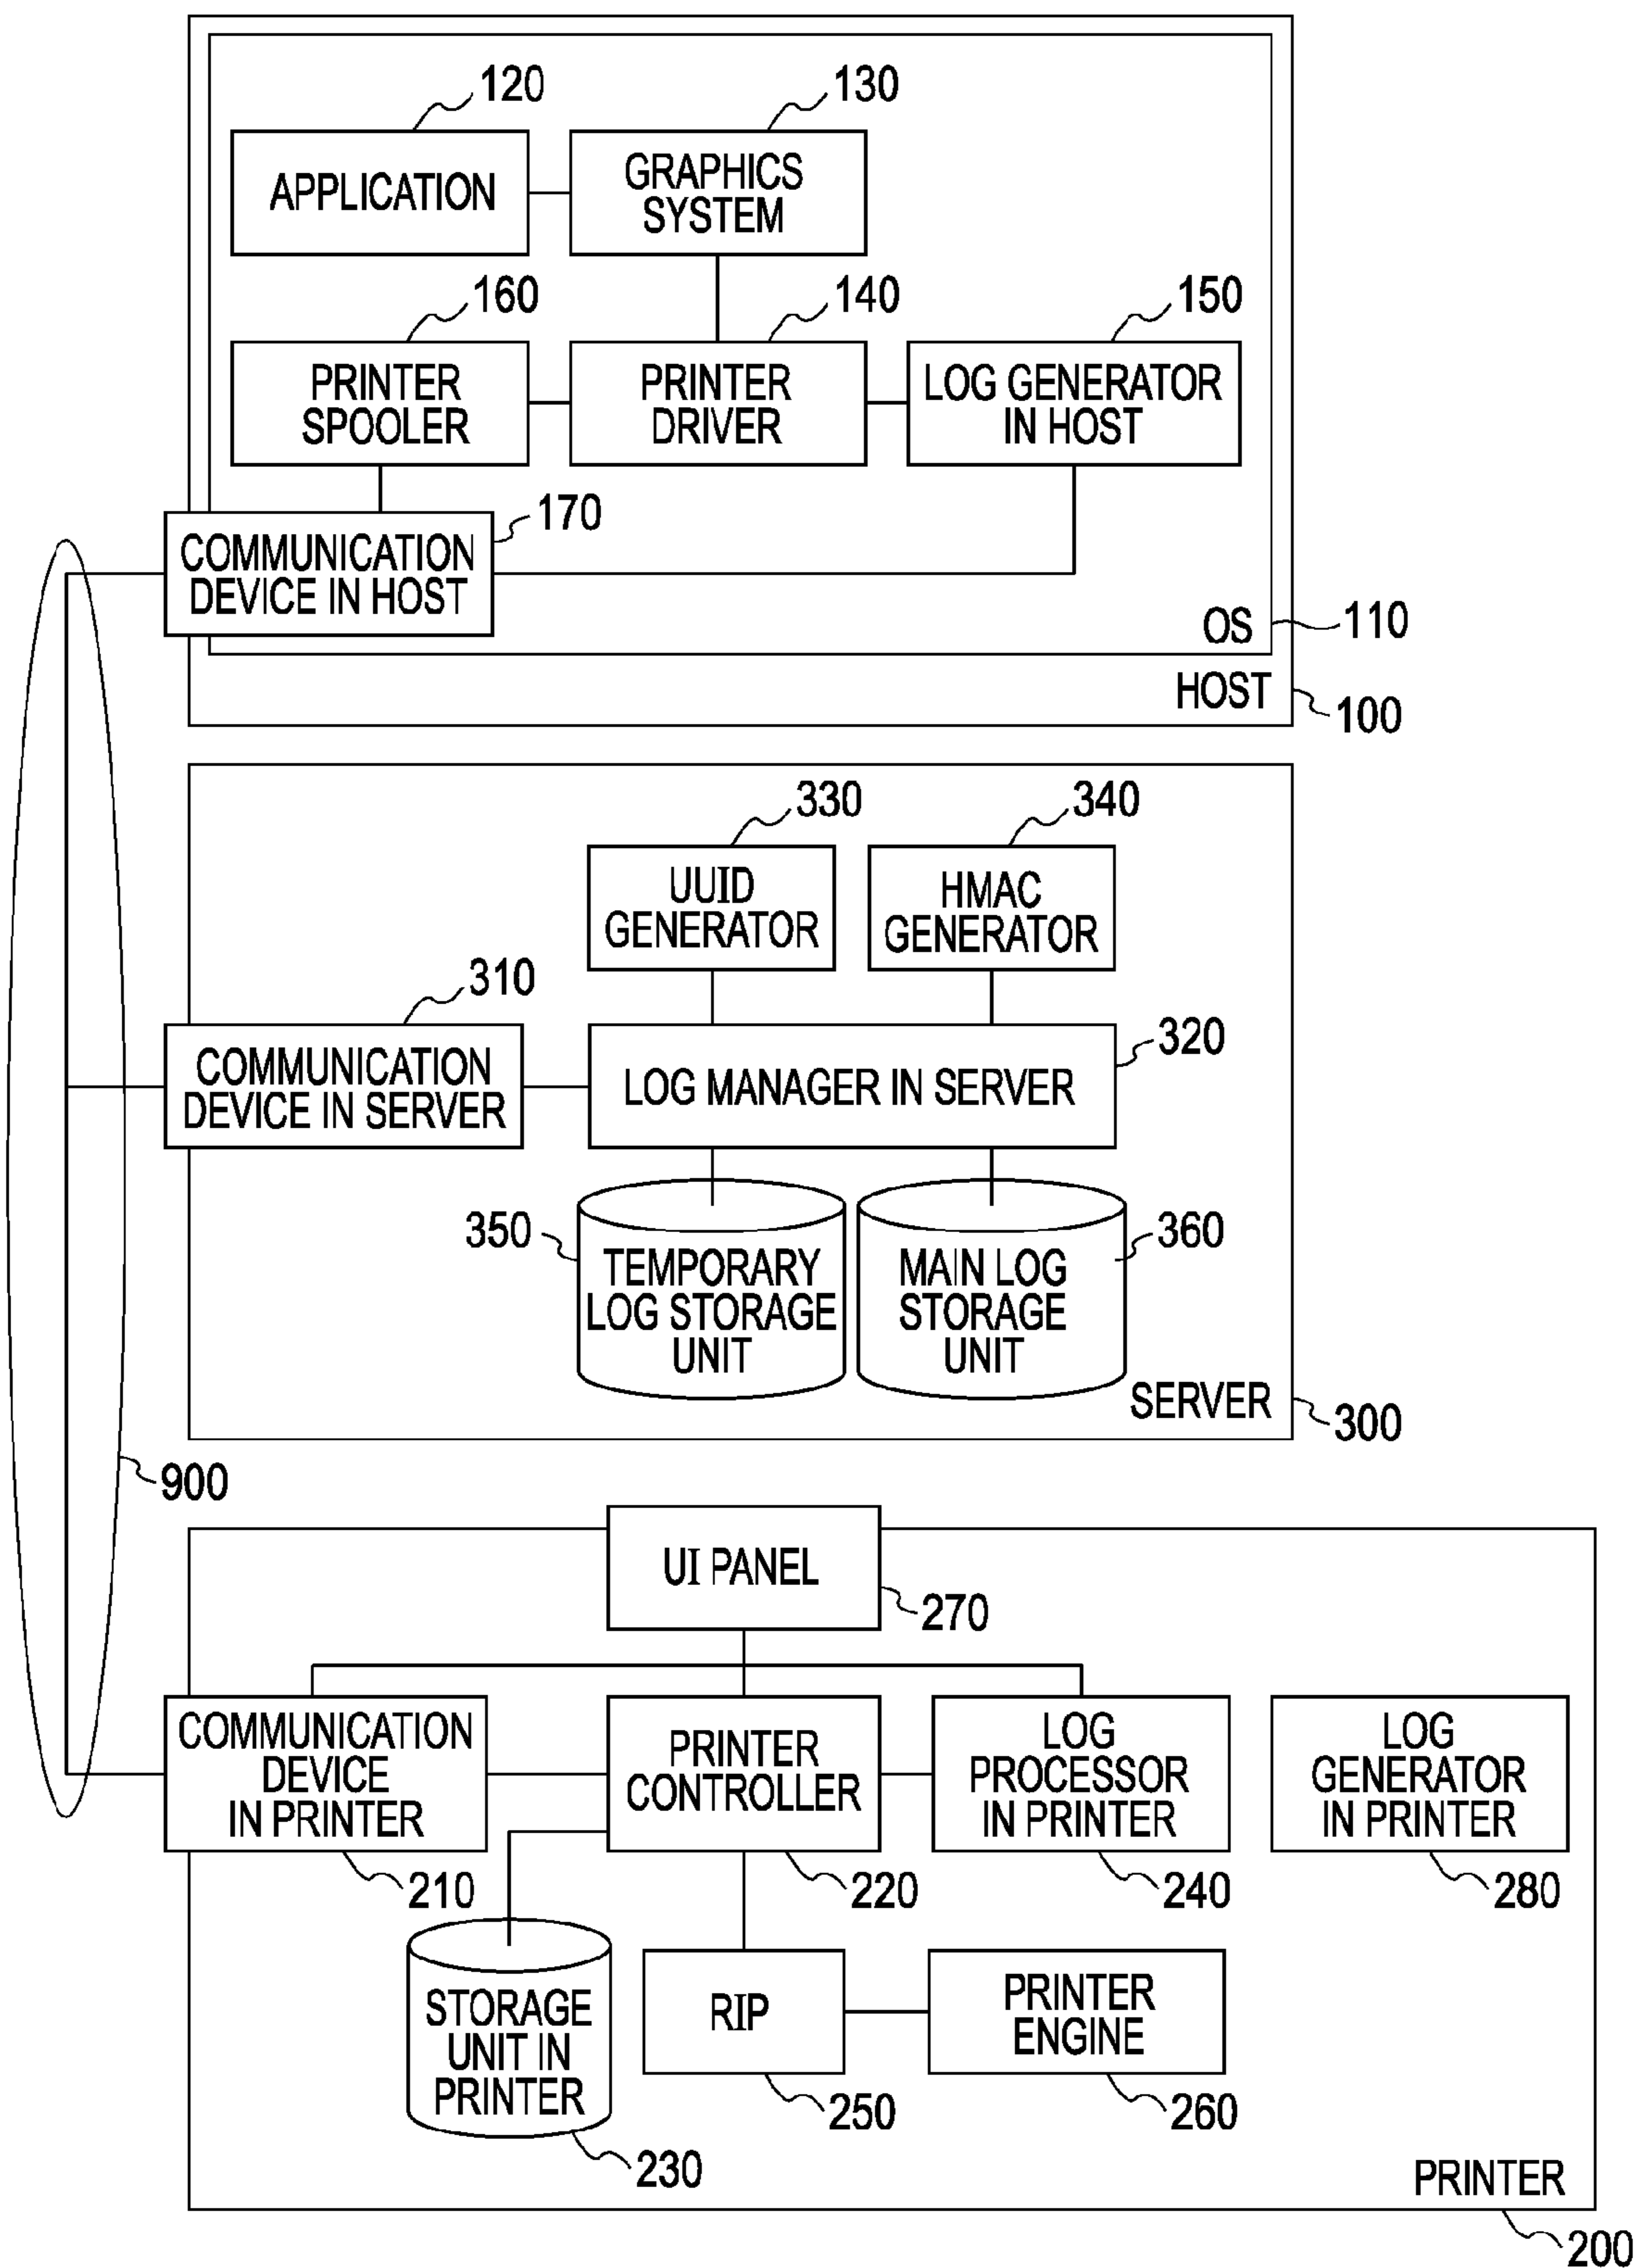 120
130
APPLICATION
GRAPHICS
SYSTEM
160
140
150
PRINTER
SPOOLER
PRINTER
DRIVER
LOG GENERATOR
IN HOST
170
COMMUNICATION
DEVICE IN HOST
OS
110
HOST
100
330
340
UUID
GENERATOR
HMAC
GENERATOR
310
320
COMMUNICATION
DEVICE IN SERVER
LOG MANAGER IN SERVER
350
360
TEMPORARY
LOG STORAGE
UNIT
MAIN LOG
STORAGE
UNIT
SERVER
300
900
UI PANEL
270
COMMUNICATION
DEVICE
IN PRINTER
PRINTER
CONTROLLER
LOG
PROCESSOR
IN PRINTER
LOG
GENERATOR
IN PRINTER
210
220
240
280
STORAGE
UNIT IN
PRINTER
RIP
PRINTER
ENGINE
250
260
230
PRINTER
200